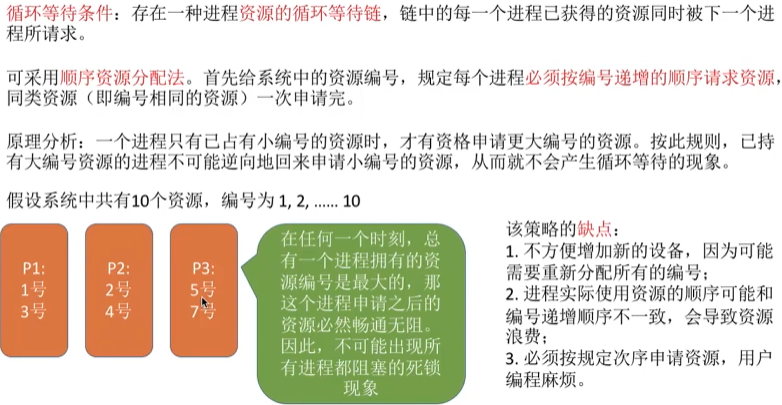 循环等待条件：存在一种进程资源的循环等待链，链中的每一个进程已获得的资源同时被下一个进
程所请求。
可采用顺序资源分配法。首先给系统中的资源编号，规定每个进程必须按编号递增的顺序请求资源，
同类资源（即编号相同的资源）一次申请完。
原理分析：一个进程只有已占有小编号的资源时，才有资格申请更大编号的资源。按此规则，已持
有大编号资源的进程不可能逆向地回来申请小编号的资源，从而就不会产生循环等待的现象。
假设系统中共有10个资源，编号为 1, 2, ...... 10
P1:
1号
3号
P2:
2号
4号
P3:
5号
7号
在任何一个时刻，总
有一个进程拥有的资
源编号是最大的，那
这个进程申请之后的
资源必然畅通无阻。
因此，不可能出现所
有进程都阻塞的死锁
现象
该策略的缺点：
1. 不方便增加新的设备，因为可能
需要重新分配所有的编号；
2. 进程实际使用资源的顺序可能和
编号递增顺序不一致，会导致资源
浪费；
3. 必须按规定次序申请资源，用户
编程麻烦。